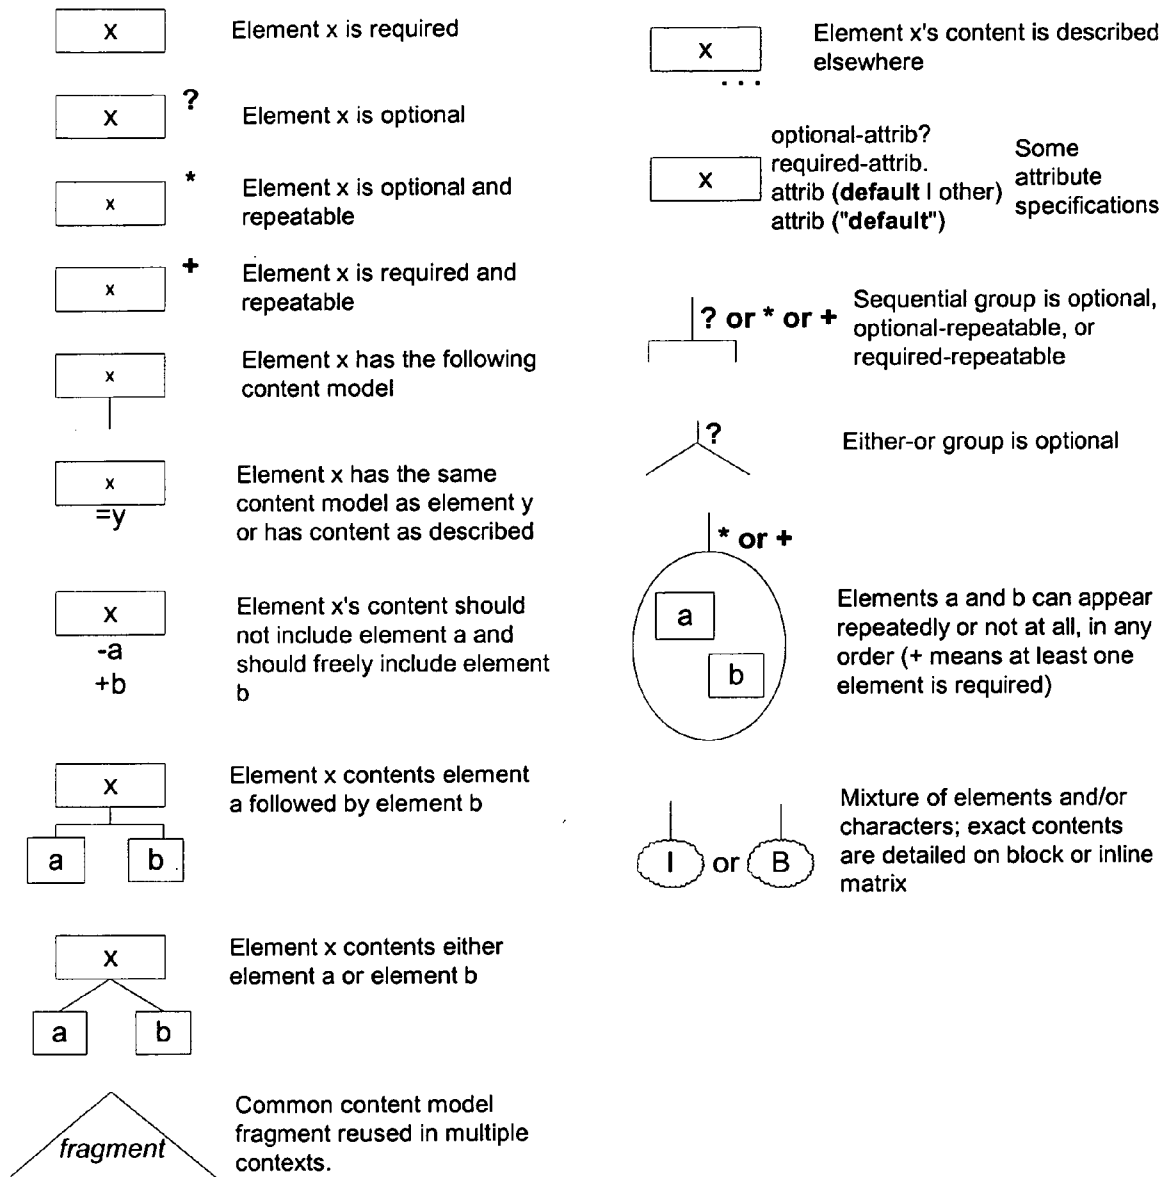 x
Element x is required
x
?
Element x is optional
x
*
Element x is optional and
repeatable
x
+
Element x is required and
repeatable
x
Element x has the following
content model
x
=y
Element x has the same
content model as element y
or has content as described
x
-a
+b
Element x's content should
not include element a and
should freely include element
b
x
a
b
Element x contents element
a followed by element b
x
a
b
Element x contents either
element a or element b
fragment
Common content model
fragment reused in multiple
contexts.
x
...
Element x's content is described
elsewhere
x
optional-attrib?
required-attrib.
attrib (default | other)
attrib ("default")
Some
attribute
specifications
? or * or +
Sequential group is optional,
optional-repeatable, or
required-repeatable
?
Either-or group is optional
* or +
a
b
Elements a and b can appear
repeatedly or not at all, in any
order (+ means at least one
element is required)
I or B
Mixture of elements and/or
characters; exact contents
are detailed on block or inline
matrix